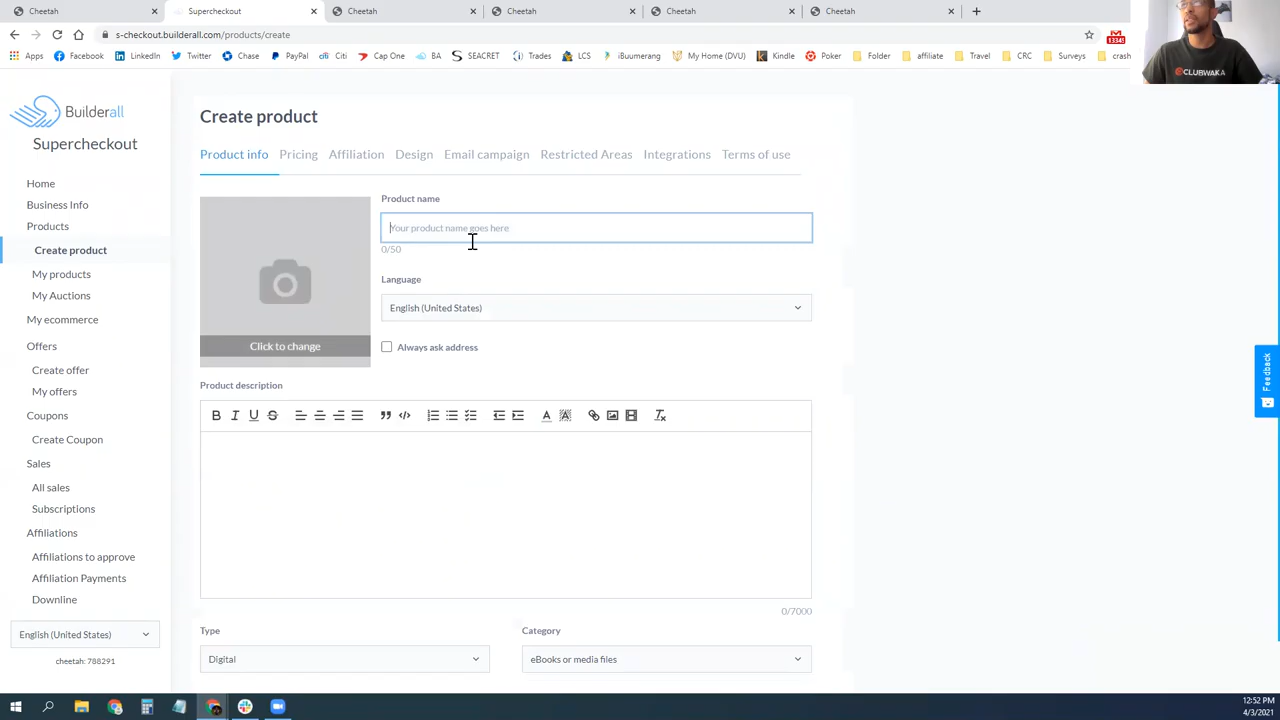 Cheetah
Supercheckout
Cheetah
Cheetah
Cheetah
Cheetah
s-checkout.builderall.com/products/create
Apps
Facebook
LinkedIn
Twitter
Chase
PayPal
Citi
Cap One
BA
SEACRET
Trades
LCS
iBuumerang
My Home (DVU)
Kindle
Poker
Folder
affiliate
Travel
CRC
Surveys
crash
13345
CLUBWAKA
Builderall
Supercheckout
Home
Business Info
Products
Create product
My products
My Auctions
My ecommerce
Offers
Create offer
My offers
Coupons
Create Coupon
Sales
All sales
Subscriptions
Affiliations
Affiliations to approve
Affiliation Payments
Downline
English (United States)
cheetah: 788291
Create product
Product info
Pricing
Affiliation
Design
Email campaign
Restricted Areas
Integrations
Terms of use
Click to change
Product name
Your product name goes here
0/50
Language
English (United States)
Always ask address
Product description
0/7000
Type
Digital
Category
eBooks or media files
Feedback
12:52 PM
4/3/2021